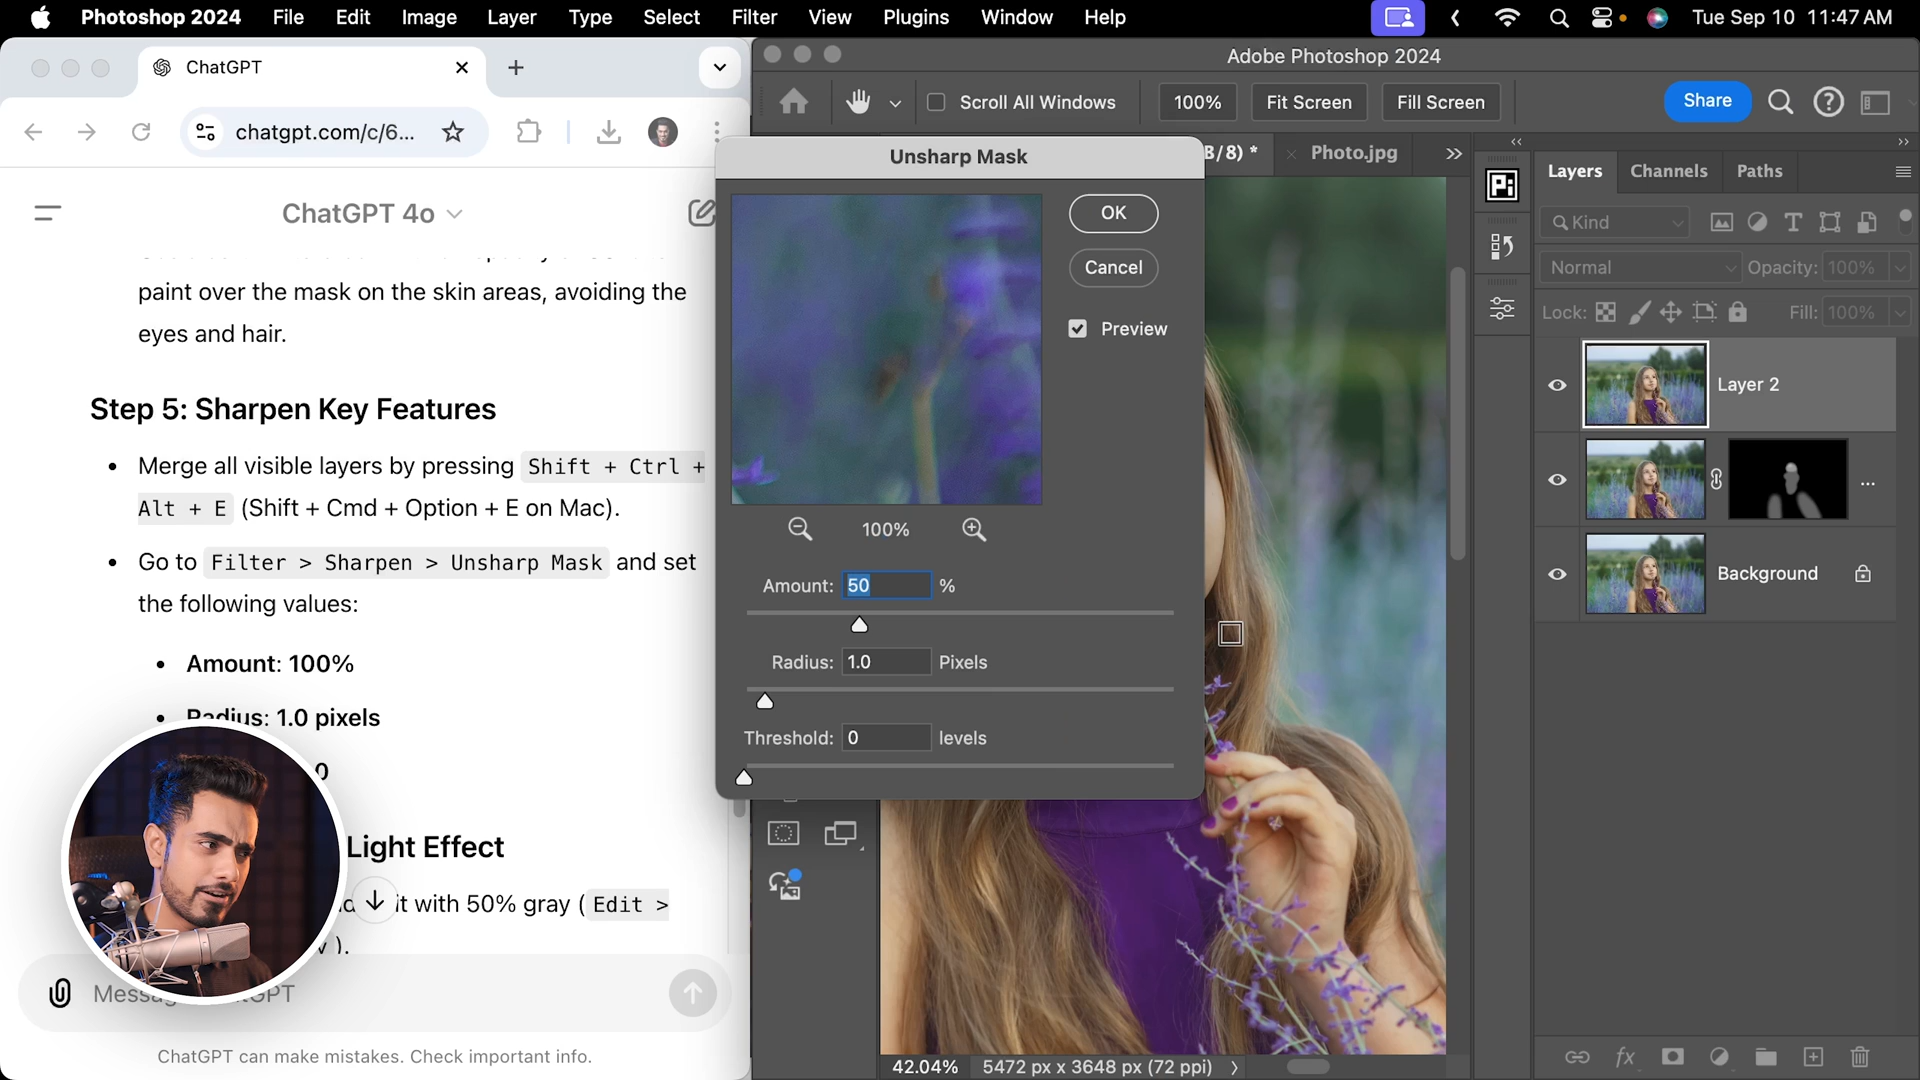 Photoshop 2024 File Edit Image Layer Type Select Filter View Plugins Window Help Tue Sep 10 11:47 AM
ChatGPT
chatgpt.com/c/6...
ChatGPT 4o
paint over the mask on the skin areas, avoiding the
eyes and hair.
Step 5: Sharpen Key Features
Merge all visible layers by pressing Shift + Ctrl +
Alt + E (Shift + Cmd + Option + E on Mac).
Go to Filter > Sharpen > Unsharp Mask and set
the following values:
Amount: 100%
Radius: 1.0 pixels
0
Light Effect
it with 50% gray ( Edit >
).
ChatGPT can make mistakes. Check important info.
Adobe Photoshop 2024
Scroll All Windows 100% Fit Screen Fill Screen Share
B/8) * Photo.jpg
Unsharp Mask
OK
Cancel
Preview
100%
Amount: 50 %
Radius: 1.0 Pixels
Threshold: 0 levels
42.04% 5472 px x 3648 px (72 ppi)
Pi
Layers Channels Paths
Kind
Normal Opacity: 100%
Lock: Fill: 100%
Layer 2
Background
fx